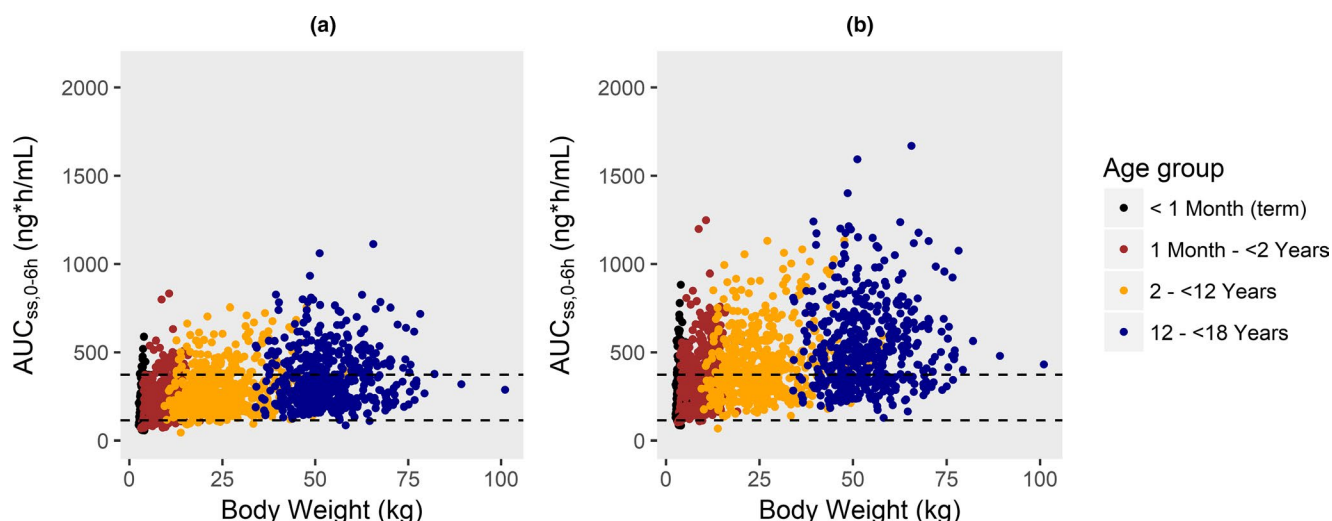 (a)
AUCss,0-6h (ng*h/mL)
2000
1500
1000
500
0
0 25 50 75 100
Body Weight (kg)
(b)
AUCss,0-6h (ng*h/mL)
2000
1500
1000
500
0
0 25 50 75 100
Body Weight (kg)
Age group
< 1 Month (term)
1 Month - <2 Years
2 - <12 Years
12 - <18 Years